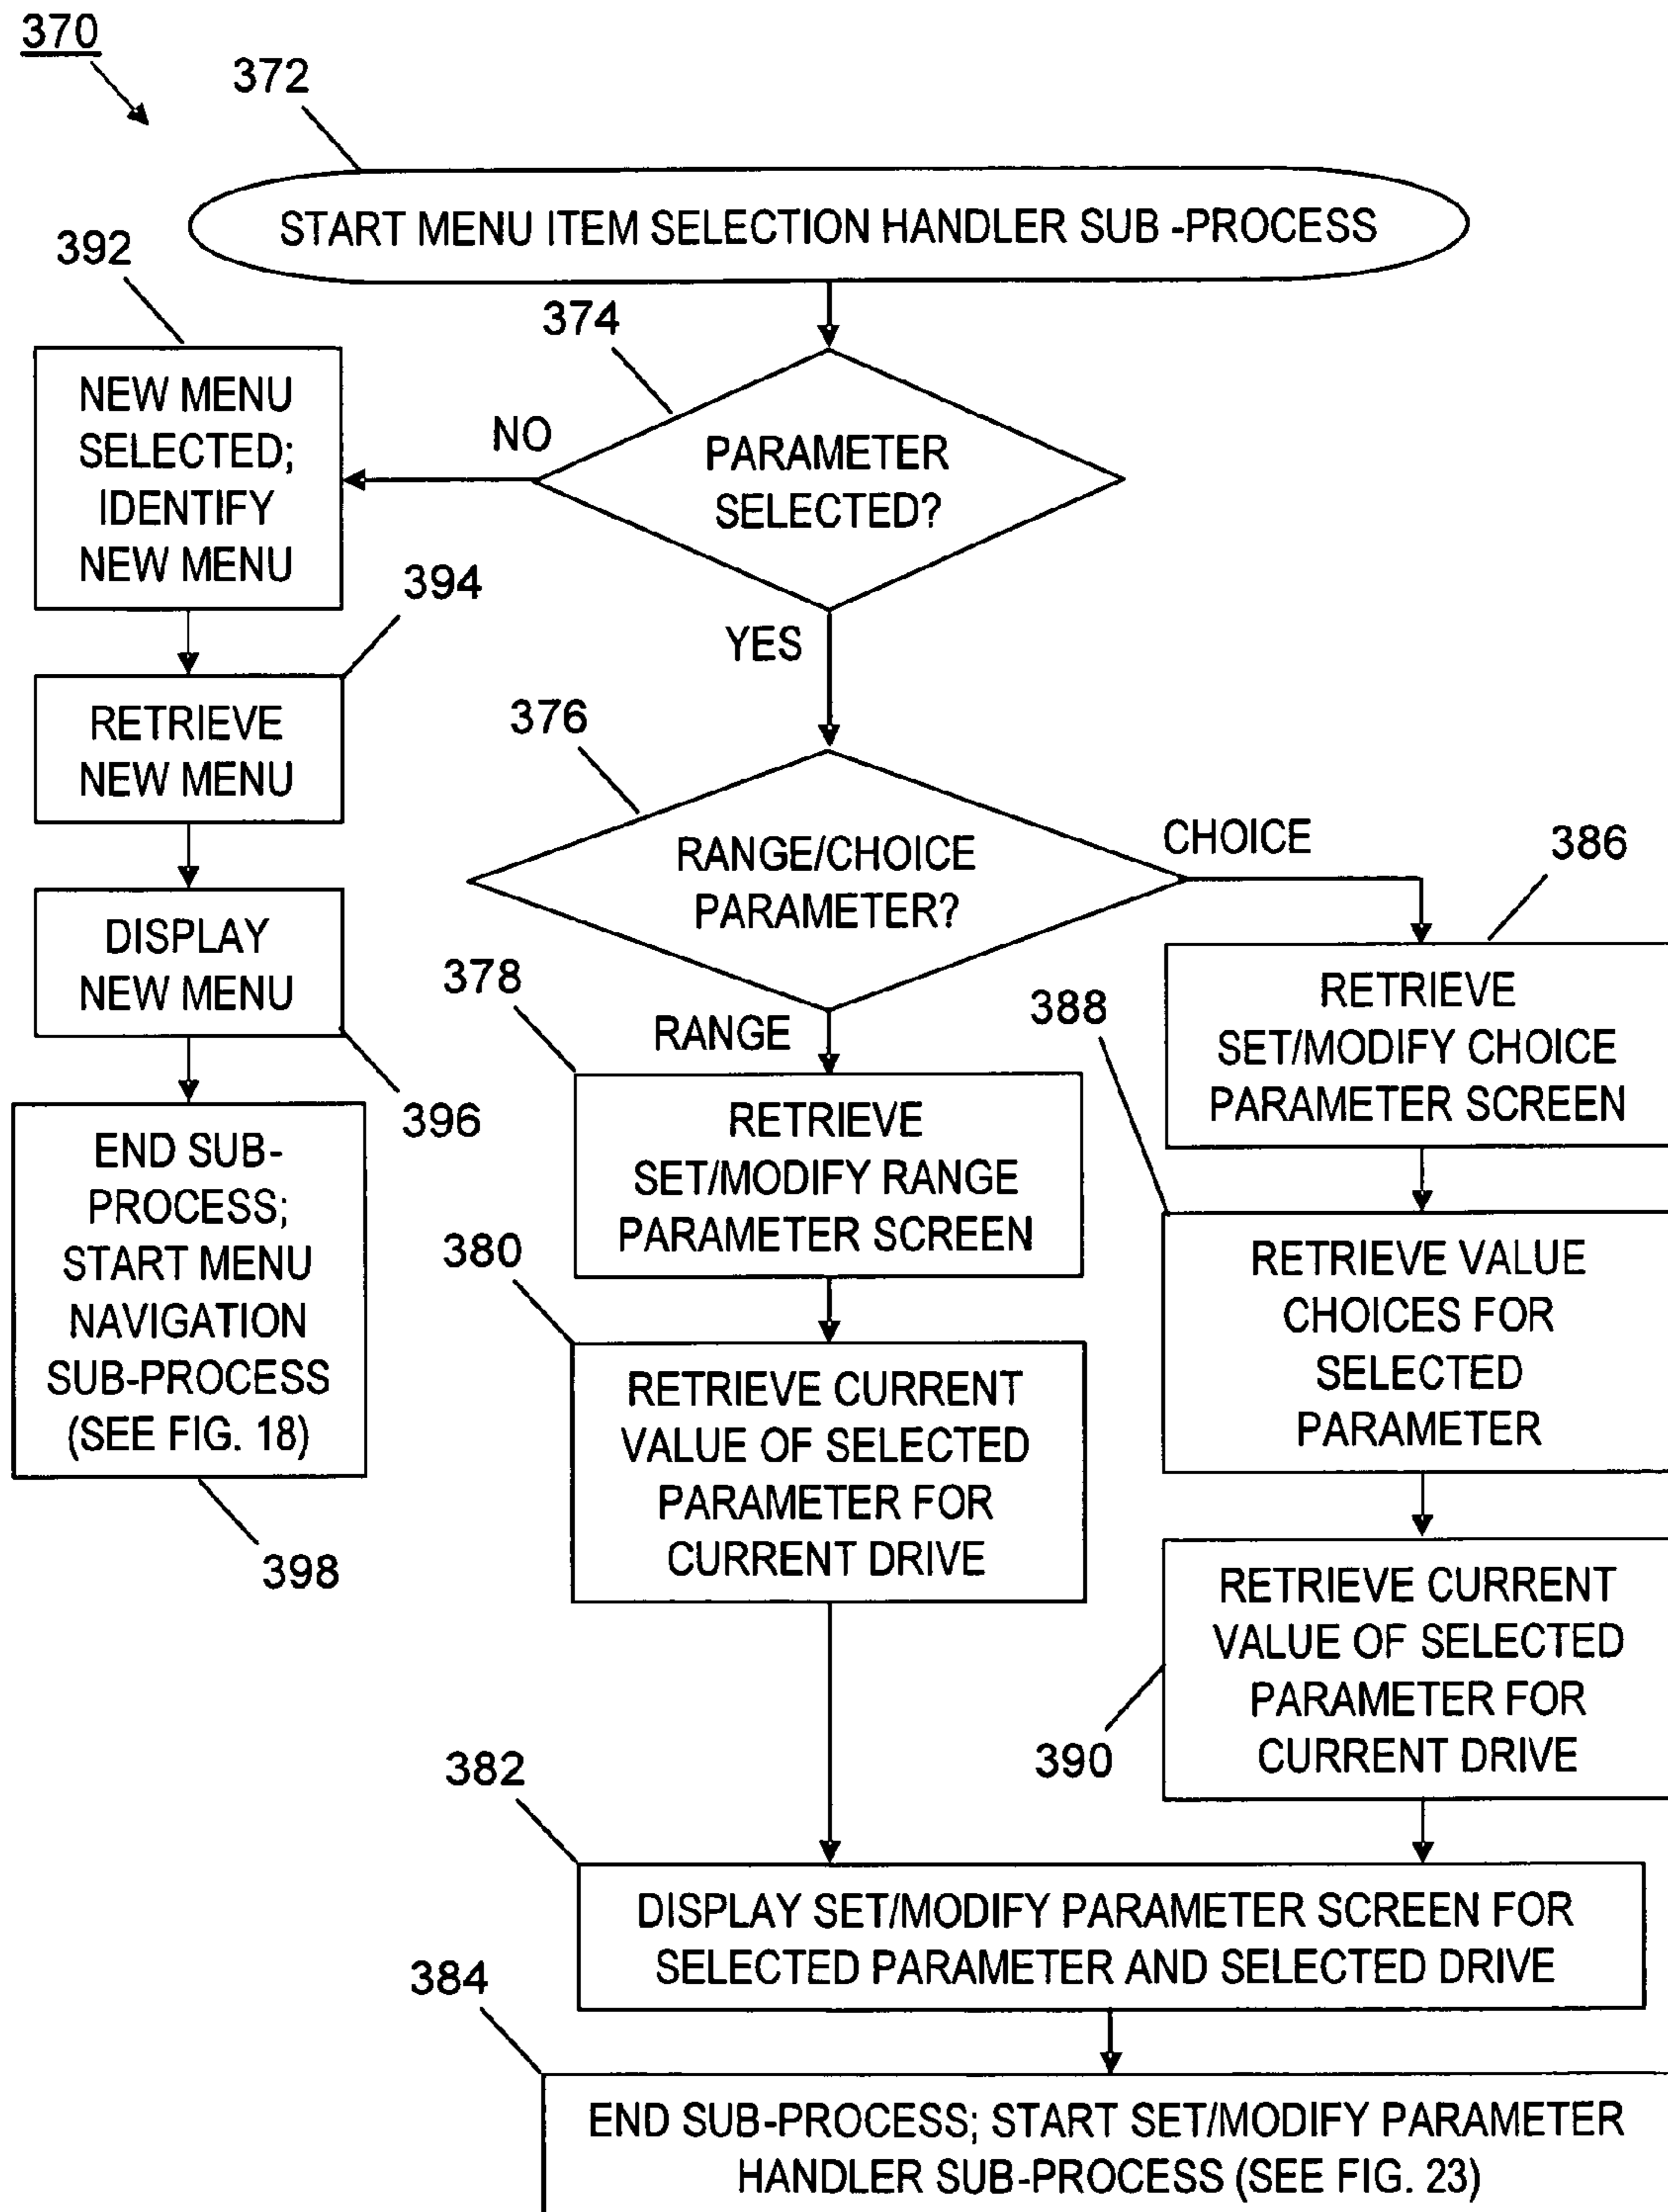 370
372
START MENU ITEM SELECTION HANDLER SUB -PROCESS
392
374
NEW MENU
SELECTED;
IDENTIFY
NEW MENU
NO
PARAMETER
SELECTED?
394
YES
RETRIEVE
NEW MENU
376
RANGE/CHOICE
PARAMETER?
CHOICE
386
DISPLAY
NEW MENU
396
378
RANGE
388
RETRIEVE
SET/MODIFY CHOICE
PARAMETER SCREEN
RETRIEVE
SET/MODIFY RANGE
PARAMETER SCREEN
END SUB-
PROCESS;
START MENU
NAVIGATION
SUB-PROCESS
(SEE FIG. 18)
398
380
RETRIEVE VALUE
CHOICES FOR
SELECTED
PARAMETER
RETRIEVE CURRENT
VALUE OF SELECTED
PARAMETER FOR
CURRENT DRIVE
RETRIEVE CURRENT
VALUE OF SELECTED
PARAMETER FOR
CURRENT DRIVE
390
382
DISPLAY SET/MODIFY PARAMETER SCREEN FOR
SELECTED PARAMETER AND SELECTED DRIVE
384
END SUB-PROCESS; START SET/MODIFY PARAMETER
HANDLER SUB-PROCESS (SEE FIG. 23)